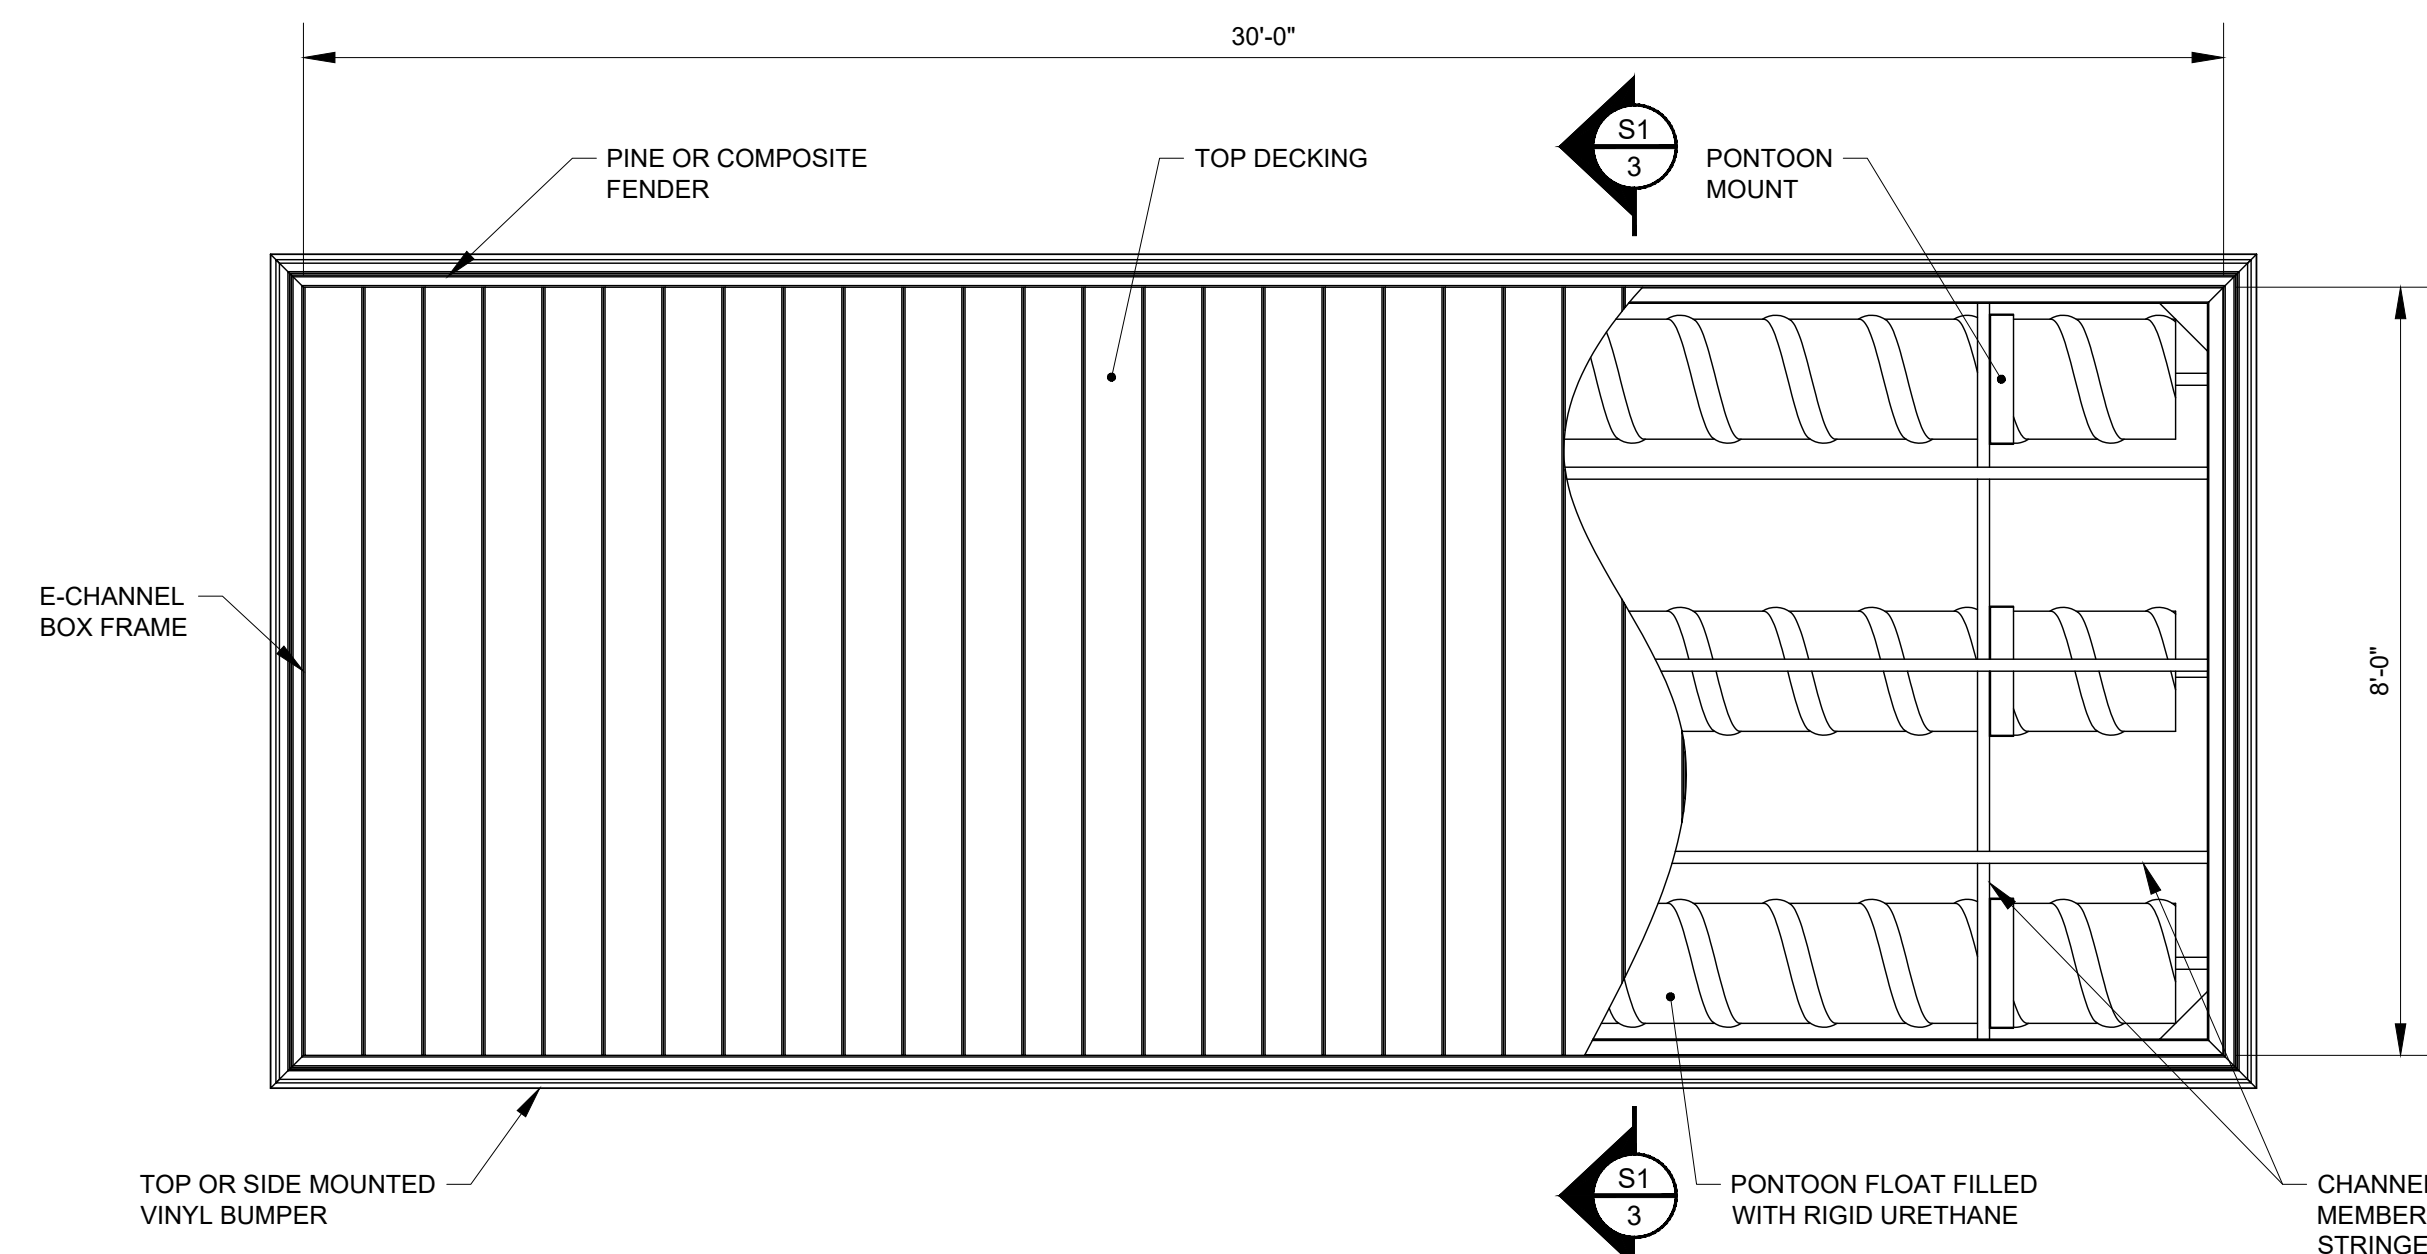 30'-0"
S1
3
PINE OR COMPOSITE
FENDER
TOP DECKING
PONTOON
MOUNT
E-CHANNEL
BOX FRAME
8'-0"
TOP OR SIDE MOUNTED
VINYL BUMPER
S1
3
PONTOON FLOAT FILLED
WITH RIGID URETHANE
MEMBER